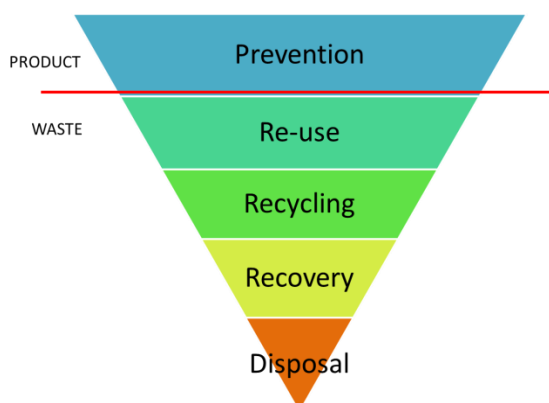 PRODUCT
Prevention
WASTE
Re-use
Recycling
Recovery
Disposal